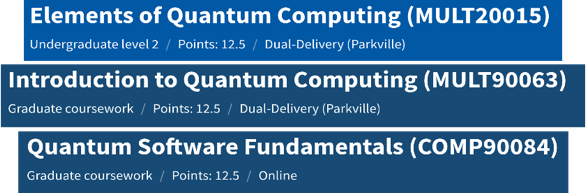 Elements of Quantum Computing (MULT20015)
Undergraduate level 2 / Points: 12.5 / Dual-Delivery (Parkville)
Introduction to Quantum Computing (MULT90063)
Graduate coursework / Points: 12.5 / Dual-Delivery (Parkville)
Quantum Software Fundamentals (COMP90084)
Graduate coursework / Points: 12.5 / Online